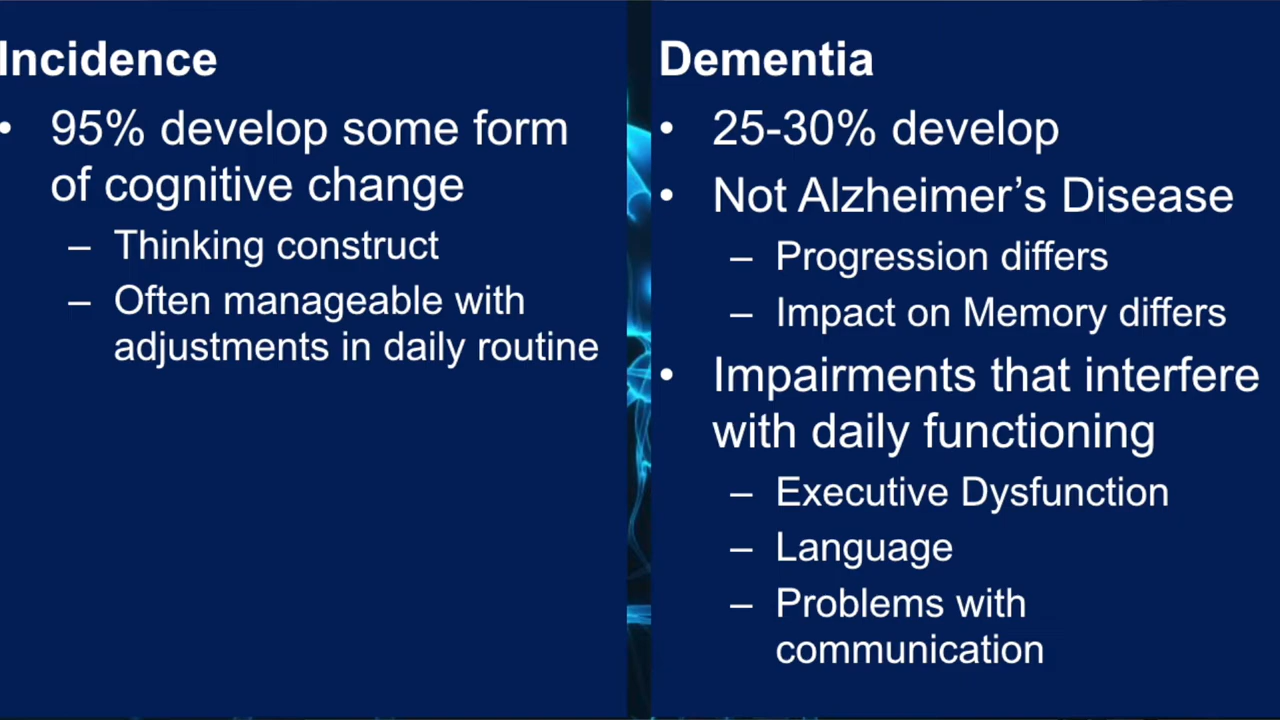 Incidence
• 95% develop some form
of cognitive change
– Thinking construct
– Often manageable with
adjustments in daily routine
Dementia
• 25-30% develop
• Not Alzheimer’s Disease
– Progression differs
– Impact on Memory differs
• Impairments that interfere
with daily functioning
– Executive Dysfunction
– Language
– Problems with
communication